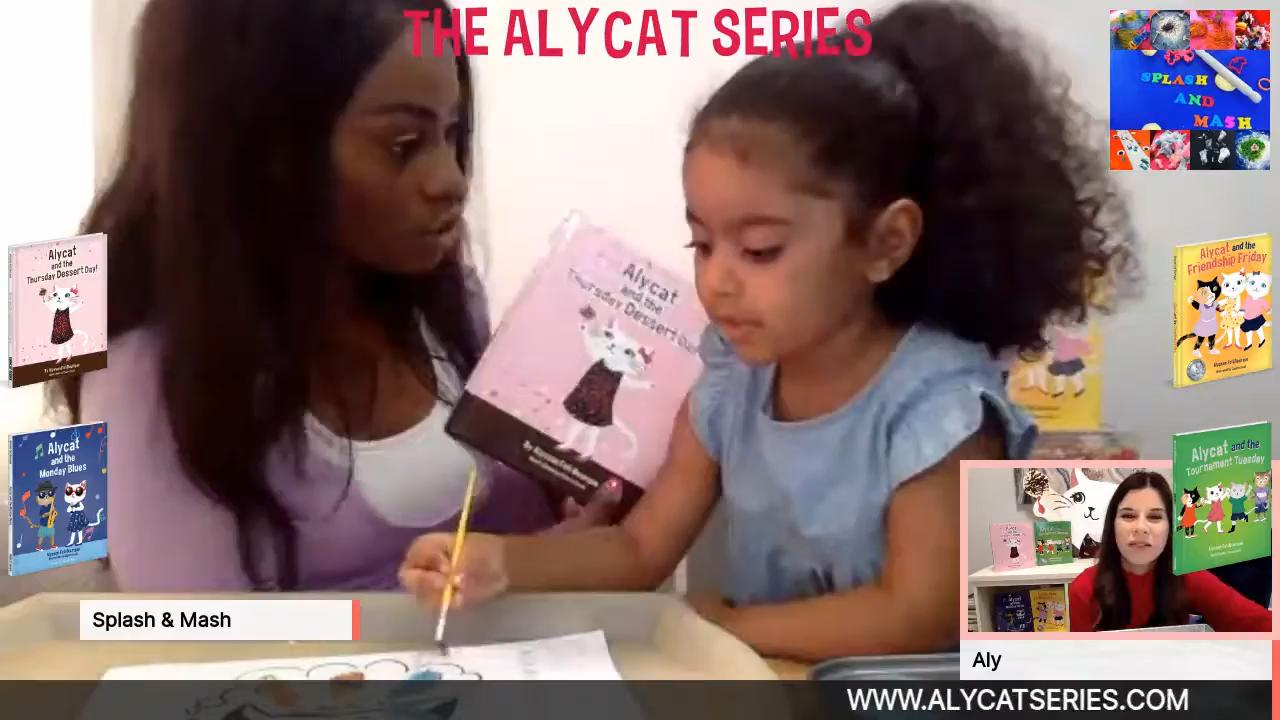 THE ALYCAT SERIES
SPLASH
AND
MASH
Alycat
and the
Thursday Dessert Day!
Alycat
and the
Thursday Dessert Day
Alycat and the
Friendship Friday
Alycat
and the
Monday Blues
Alycat and the
Tournament Tuesday
Splash & Mash
Aly
WWW.ALYCATSERIES.COM